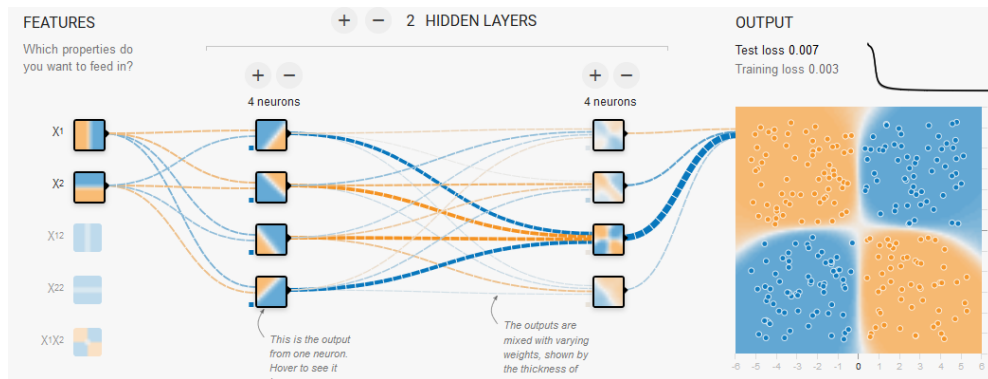 FEATURES
Which properties do
you want to feed in?
X1
X2
X12
X22
X1X2
+ − 2 HIDDEN LAYERS
+ −
4 neurons
This is the output
from one neuron.
Hover to see it
+ −
4 neurons
The outputs are
mixed with varying
weights, shown by
the thickness of
OUTPUT
Test loss 0.007
Training loss 0.003
-6 -5 -4 -3 -2 -1 0 1 2 3 4 5 6